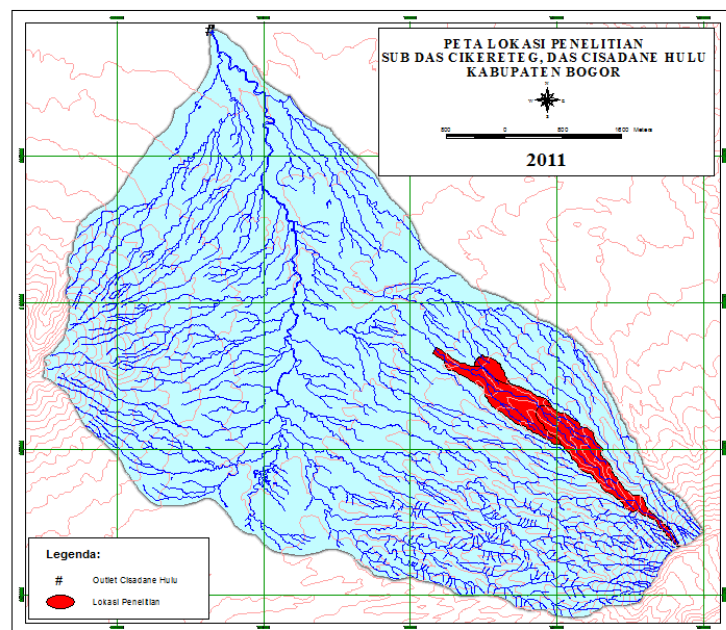 PETA LOKASI PENELITIAN
SUB DAS CIKERETEG, DAS CISADANE HULU
KABUPATEN BOGOR
800 0 800 1600 Meters
2011
#
Legenda:
# Outlet Cisadane Hulu
Lokasi Penelitian